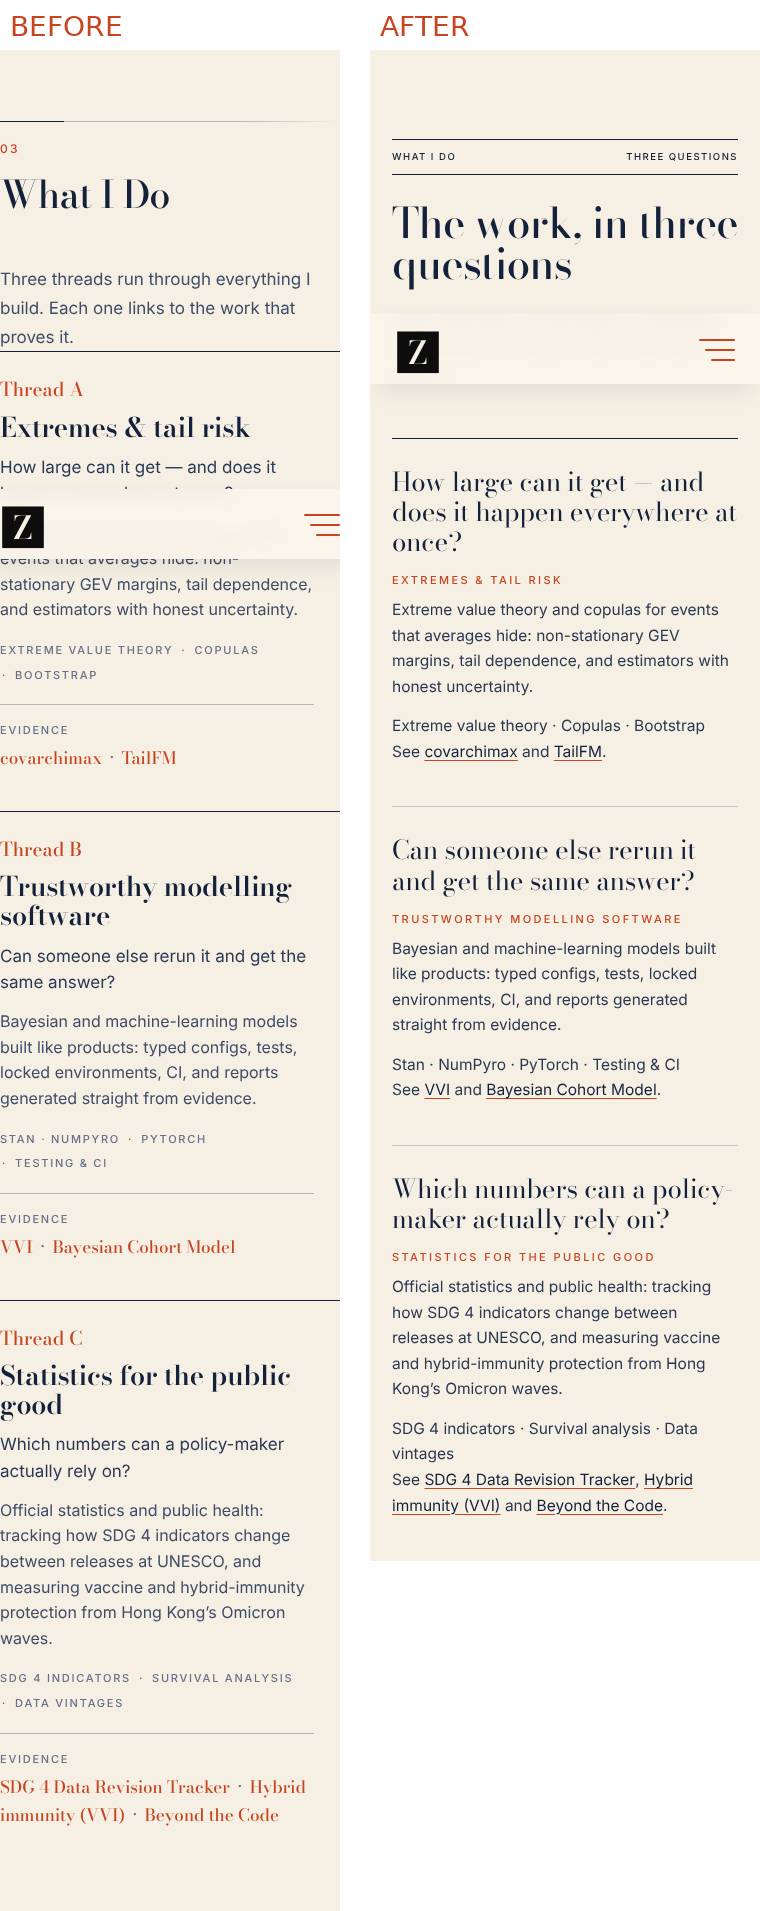 BEFORE
03
What I Do
Three threads run through everything I
build. Each one links to the work that
proves it.
Thread A
Extremes & tail risk
How large can it get — and does it
Z
events that averages hide: non-
stationary GEV margins, tail dependence,
and estimators with honest uncertainty.
EXTREME VALUE THEORY · COPULAS
· BOOTSTRAP
EVIDENCE
covarchimax · TailFM
Thread B
Trustworthy modelling
software
Can someone else rerun it and get the
same answer?
Bayesian and machine-learning models
built like products: typed configs, tests,
locked environments, CI, and reports
generated straight from evidence.
STAN · NUMPYRO · PYTORCH
· TESTING & CI
EVIDENCE
VVI · Bayesian Cohort Model
Thread C
Statistics for the public
good
Which numbers can a policy-maker
actually rely on?
Official statistics and public health:
tracking how SDG 4 indicators change
between releases at UNESCO, and
measuring vaccine and hybrid-immunity
protection from Hong Kong’s Omicron
waves.
SDG 4 INDICATORS · SURVIVAL ANALYSIS
· DATA VINTAGES
EVIDENCE
SDG 4 Data Revision Tracker · Hybrid
immunity (VVI) · Beyond the Code
AFTER
WHAT I DO THREE QUESTIONS
The work, in three
questions
Z
How large can it get — and
does it happen everywhere at
once?
EXTREMES & TAIL RISK
Extreme value theory and copulas for events
that averages hide: non-stationary GEV
margins, tail dependence, and estimators with
honest uncertainty.
Extreme value theory · Copulas · Bootstrap
See covarchimax and TailFM.
Can someone else rerun it
and get the same answer?
TRUSTWORTHY MODELLING SOFTWARE
Bayesian and machine-learning models built
like products: typed configs, tests, locked
environments, CI, and reports generated
straight from evidence.
Stan · NumPyro · PyTorch · Testing & CI
See VVI and Bayesian Cohort Model.
Which numbers can a policy-
maker actually rely on?
STATISTICS FOR THE PUBLIC GOOD
Official statistics and public health: tracking
how SDG 4 indicators change between
releases at UNESCO, and measuring vaccine
and hybrid-immunity protection from Hong
Kong’s Omicron waves.
SDG 4 indicators · Survival analysis · Data
vintages
See SDG 4 Data Revision Tracker, Hybrid
immunity (VVI) and Beyond the Code.